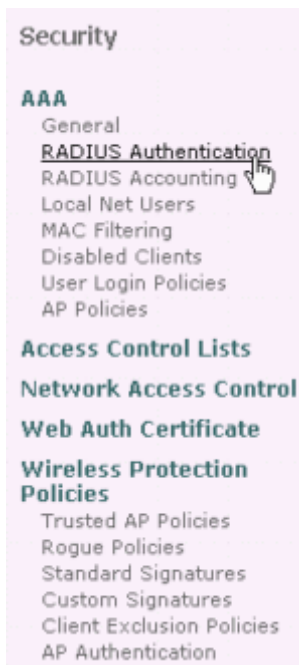 Security
AAA
General
RADIUS Authentication
RADIUS Accounting
Local Net Users
MAC Filtering
Disabled Clients
User Login Policies
AP Policies
Access Control Lists
Network Access Control
Web Auth Certificate
Wireless Protection
Policies
Trusted AP Policies
Rogue Policies
Standard Signatures
Custom Signatures
Client Exclusion Policies
AP Authentication